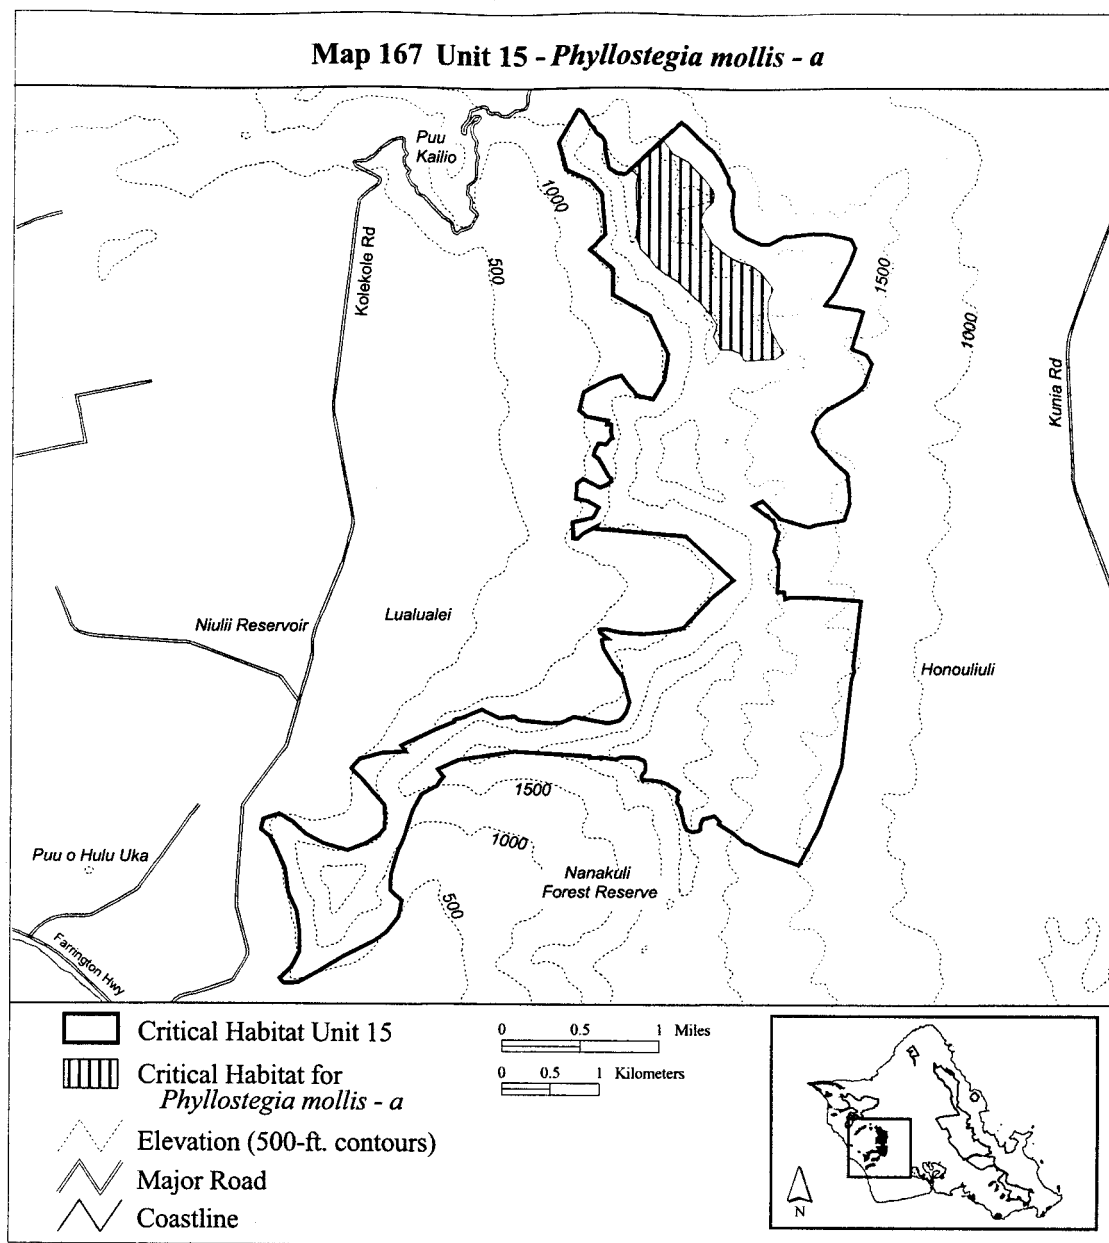 Map 167 Unit 15 - Phyllostegia mollis - a
Puu
Kailio
1000
500
Kolekole Rd
1500
1000
Kunia Rd
Niulii Reservoir
Lualualei
Honouliuli
1500
1000
500
Puu o Hulu Uka
Nanakuli
Forest Reserve
Farrington Hwy
Critical Habitat Unit 15
Critical Habitat for
Phyllostegia mollis - a
Elevation (500-ft. contours)
Major Road
Coastline
0 0.5 1 Miles
0 0.5 1 Kilometers
N